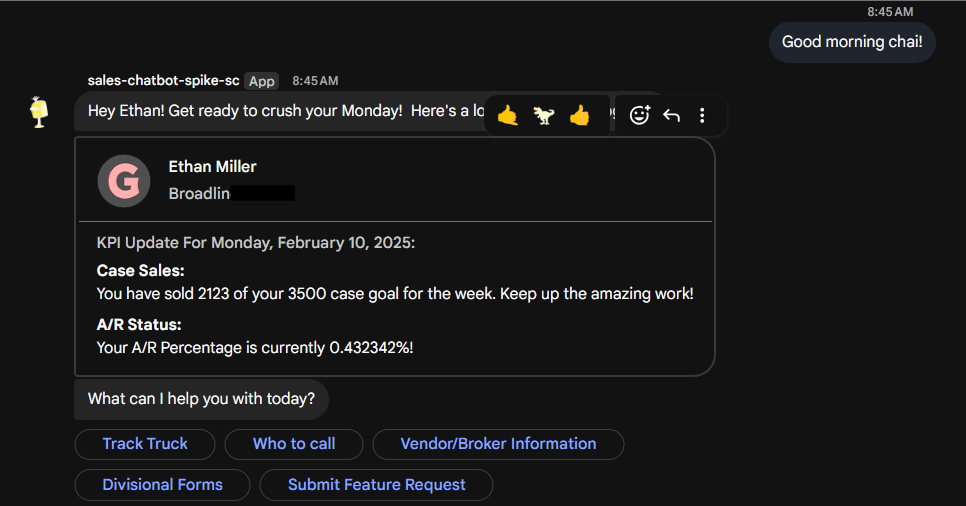 8:45 AM
Good morning chai!
sales-chatbot-spike-sc App 8:45 AM
Hey Ethan! Get ready to crush your Monday! Here's a
G
Ethan Miller
Broadlin
KPI Update For Monday, February 10, 2025:
Case Sales:
You have sold 2123 of your 3500 case goal for the week. Keep up the amazing work!
A/R Status:
Your A/R Percentage is currently 0.432342%!
What can I help you with today?
Track Truck Who to call Vendor/Broker Information
Divisional Forms Submit Feature Request